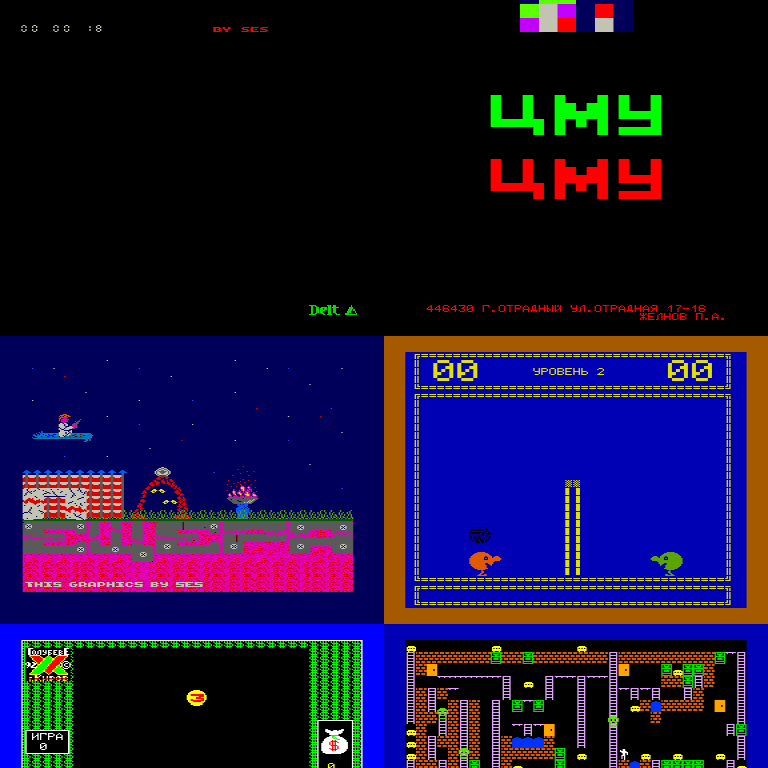 00 00 :8
BY SES
ЦМУ
ЦМУ
Delt
446430 Г.ОТРАДНЫЙ УЛ.ОТРАДНАЯ 17-16
ЖЕЛНОВ П.А.
00 УРОВЕНЬ 2 00
THIS GRAPHICS BY SES
ИГРА
0
$
0